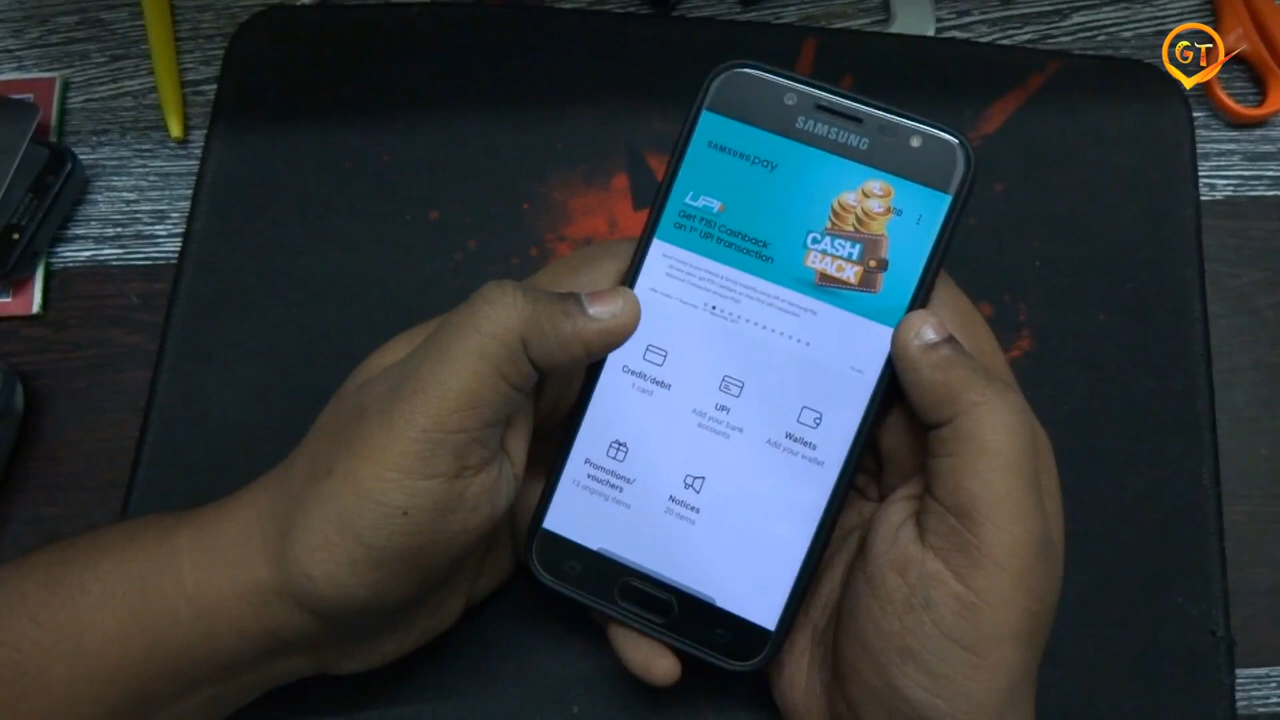 GT
SAMSUNG
SAMSUNG pay
UPI
Get ₹151 Cashback
on 1st UPI transaction
CASH
BACK
Credit/debit
1 card
UPI
Add your bank
accounts
Wallets
Add your wallet
Promotions/
vouchers
13 ongoing items
Notices
20 items